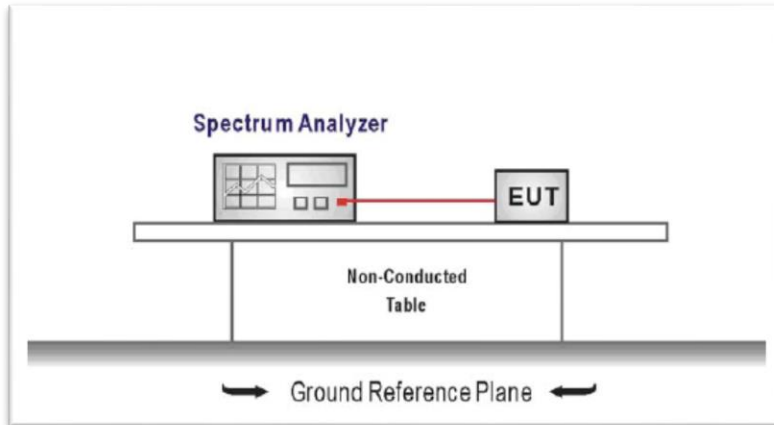 Spectrum Analyzer
EUT
Non-Conducted
Table
Ground Reference Plane